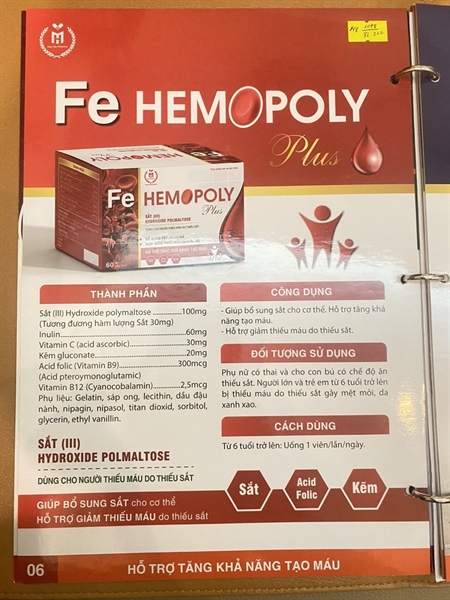 Fe HEMOPOLY
Plus
Fe
HEMOPOLY
Plus
SẮT (III)
HYDROXIDE POLMALTOSE
THÀNH PHẦN
Sắt (III) Hydroxide polymaltose ............100mg
(Tương đương hàm lượng Sắt 30mg)
Inulin................60mg
Vitamin C (acid ascorbic)................30mg
Kẽm gluconate................20mg
Acid folic (Vitamin B9)................300mcg
(Acid pteroymonoglutamic)
Vitamin B12 (Cyanocobalamin)............2,5mcg
Phụ liệu: Gelatin, sáp ong, lecithin, dầu đậu
nành, nipagin, nipasol, titan dioxid, sorbitol,
glycerin, ethyl vanillin.
SẮT (III)
HYDROXIDE POLMALTOSE
DÙNG CHO NGƯỜI THIẾU MÁU DO THIẾU SẮT
GIÚP BỔ SUNG SẮT cho cơ thể
HỖ TRỢ GIẢM THIẾU MÁU do thiếu sắt
CÔNG DỤNG
- Giúp bổ sung sắt cho cơ thể. Hỗ trợ tăng khả
năng tạo máu.
- Hỗ trợ giảm thiếu máu do thiếu sắt.
ĐỐI TƯỢNG SỬ DỤNG
Phụ nữ có thai và cho con bú có chế độ ăn
thiếu sắt. Người lớn và trẻ em từ 6 tuổi trở lên
bị thiếu máu do thiếu sắt gây mệt mỏi, da
xanh xao.
CÁCH DÙNG
Từ 6 tuổi trở lên: Uống 1 viên/lần/ngày.
Sắt
Acid
Folic
Kẽm
06
HỖ TRỢ TĂNG KHẢ NĂNG TẠO MÁU